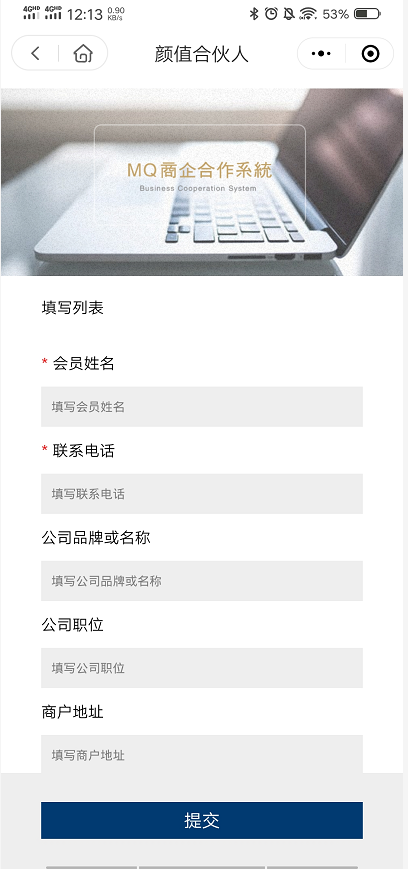 4GHD 4GHD 12:13 0.90 KB/s 53%
颜值合伙人
MQ商企合作系統
Business Cooperation System
填写列表
* 会员姓名
填写会员姓名
* 联系电话
填写联系电话
公司品牌或名称
填写公司品牌或名称
公司职位
填写公司职位
商户地址
填写商户地址
提交